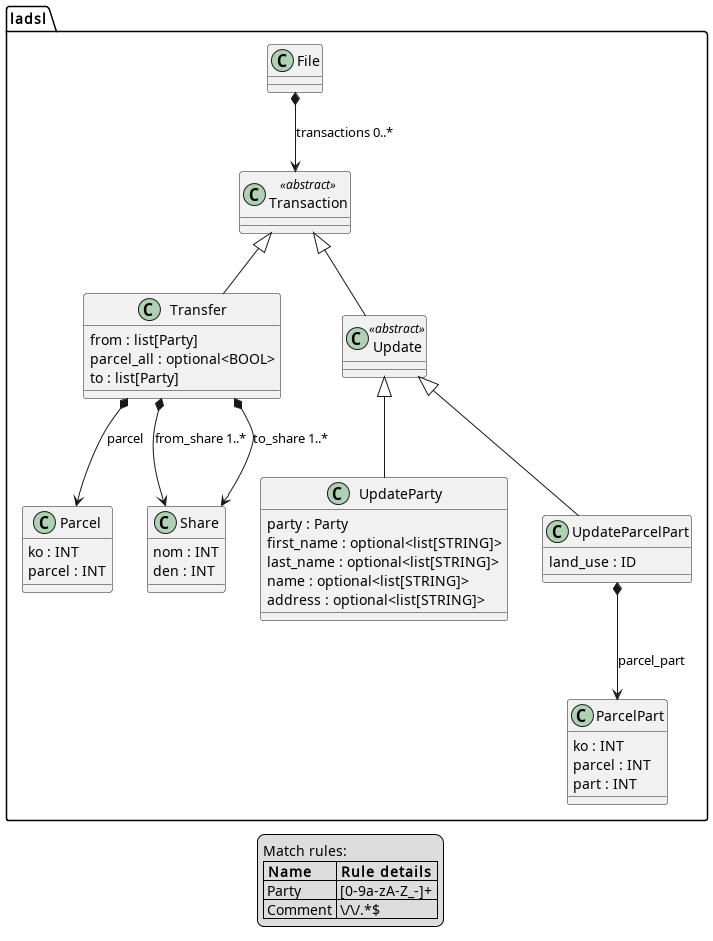 ladsl
C File
transactions 0..*
«abstract»
C Transaction
C Transfer
from : list[Party]
parcel_all : optional<BOOL>
to : list[Party]
«abstract»
C Update
parcel
from_share 1..*
to_share 1..*
C Parcel
ko : INT
parcel : INT
C Share
nom : INT
den : INT
C UpdateParty
party : Party
first_name : optional<list[STRING]>
last_name : optional<list[STRING]>
name : optional<list[STRING]>
address : optional<list[STRING]>
C UpdateParcelPart
land_use : ID
parcel_part
C ParcelPart
ko : INT
parcel : INT
part : INT
Match rules:
Name Rule details
Party [0-9a-zA-Z_-]+
Comment \/\/.*$